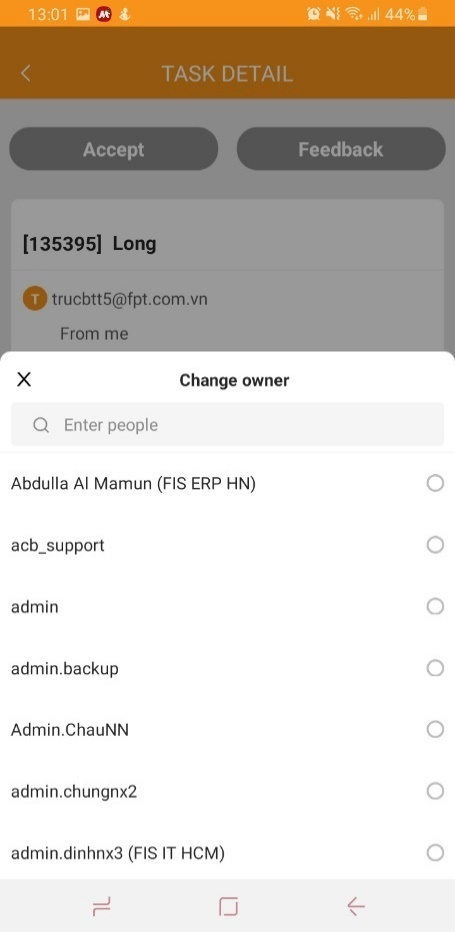 13:01
44%
TASK DETAIL
Accept
Feedback
[135395] Long
T trucbtt5@fpt.com.vn
From me
Change owner
Enter people
Abdulla Al Mamun (FIS ERP HN)
acb_support
admin
admin.backup
Admin.ChauNN
admin.chungnx2
admin.dinhnx3 (FIS IT HCM)